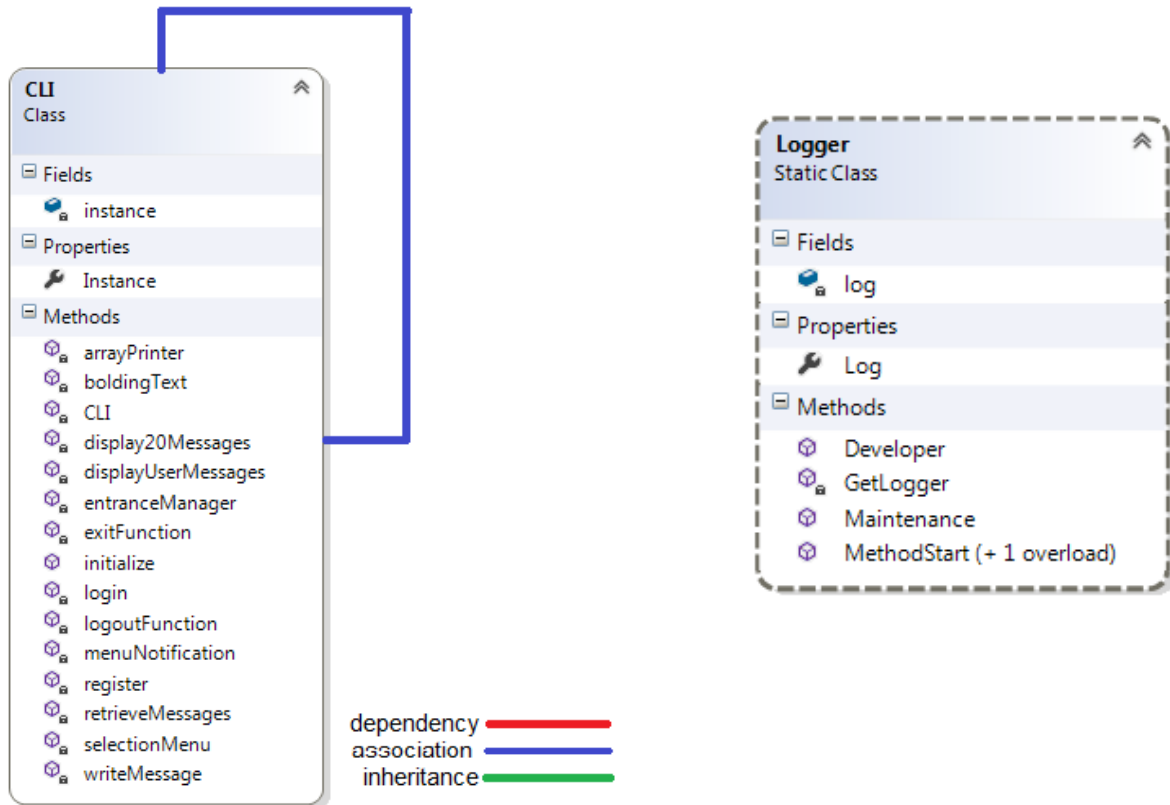 CLI
Class
Fields
instance
Properties
Instance
Methods
arrayPrinter
boldingText
CLI
display20Messages
displayUserMessages
entranceManager
exitFunction
initialize
login
logoutFunction
menuNotification
register
retrieveMessages
selectionMenu
writeMessage
Logger
Static Class
Fields
log
Properties
Log
Methods
Developer
GetLogger
Maintenance
MethodStart (+ 1 overload)
dependency
association
inheritance